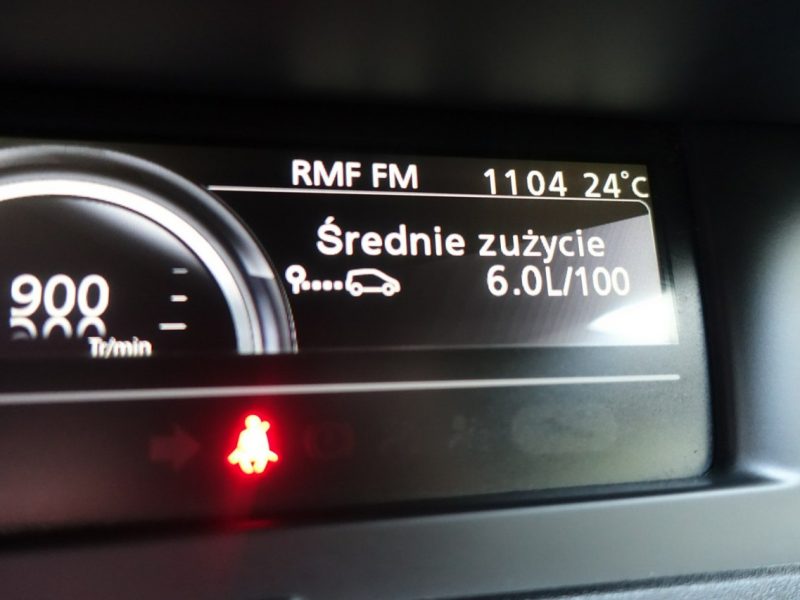 RMF FM 1104 24°C
Średnie zużycie
6.0L/100
900
Tr/min